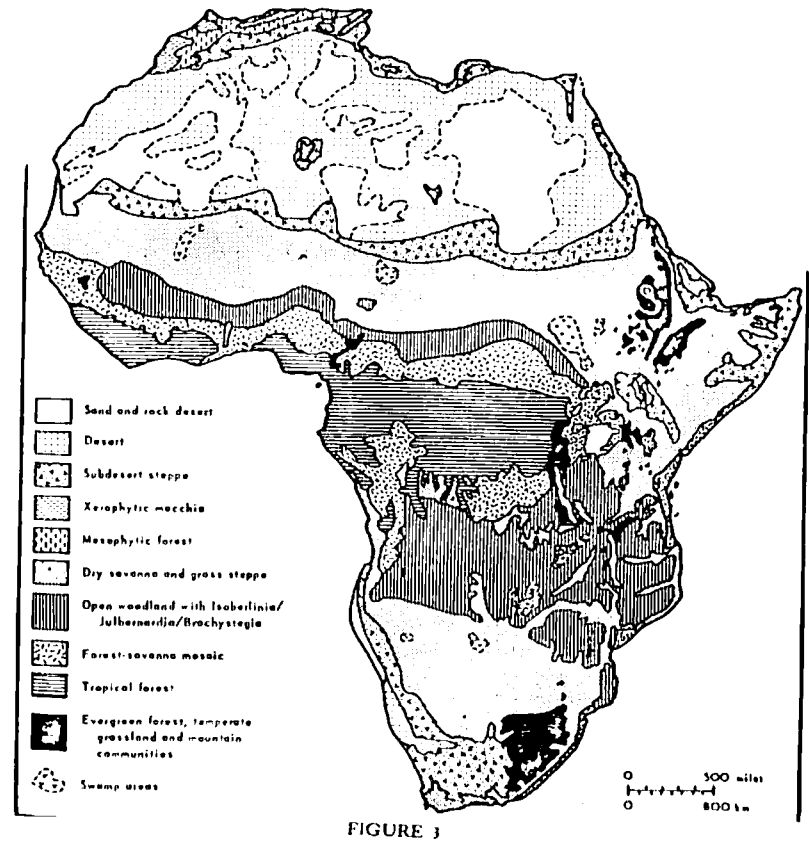 Sand and rock desert
Desert
Subdesert steppe
Xerophytic macchia
Mesophytic forest
Dry savanna and grass steppe
Open woodland with Isoberlinia/
Julbernardia/Brachystegia
Forest-savanna mosaic
Tropical forest
Evergreen forest, temperate
grassland and mountain
communities
Swamp areas
0 500 miles
0 800 km
FIGURE 3